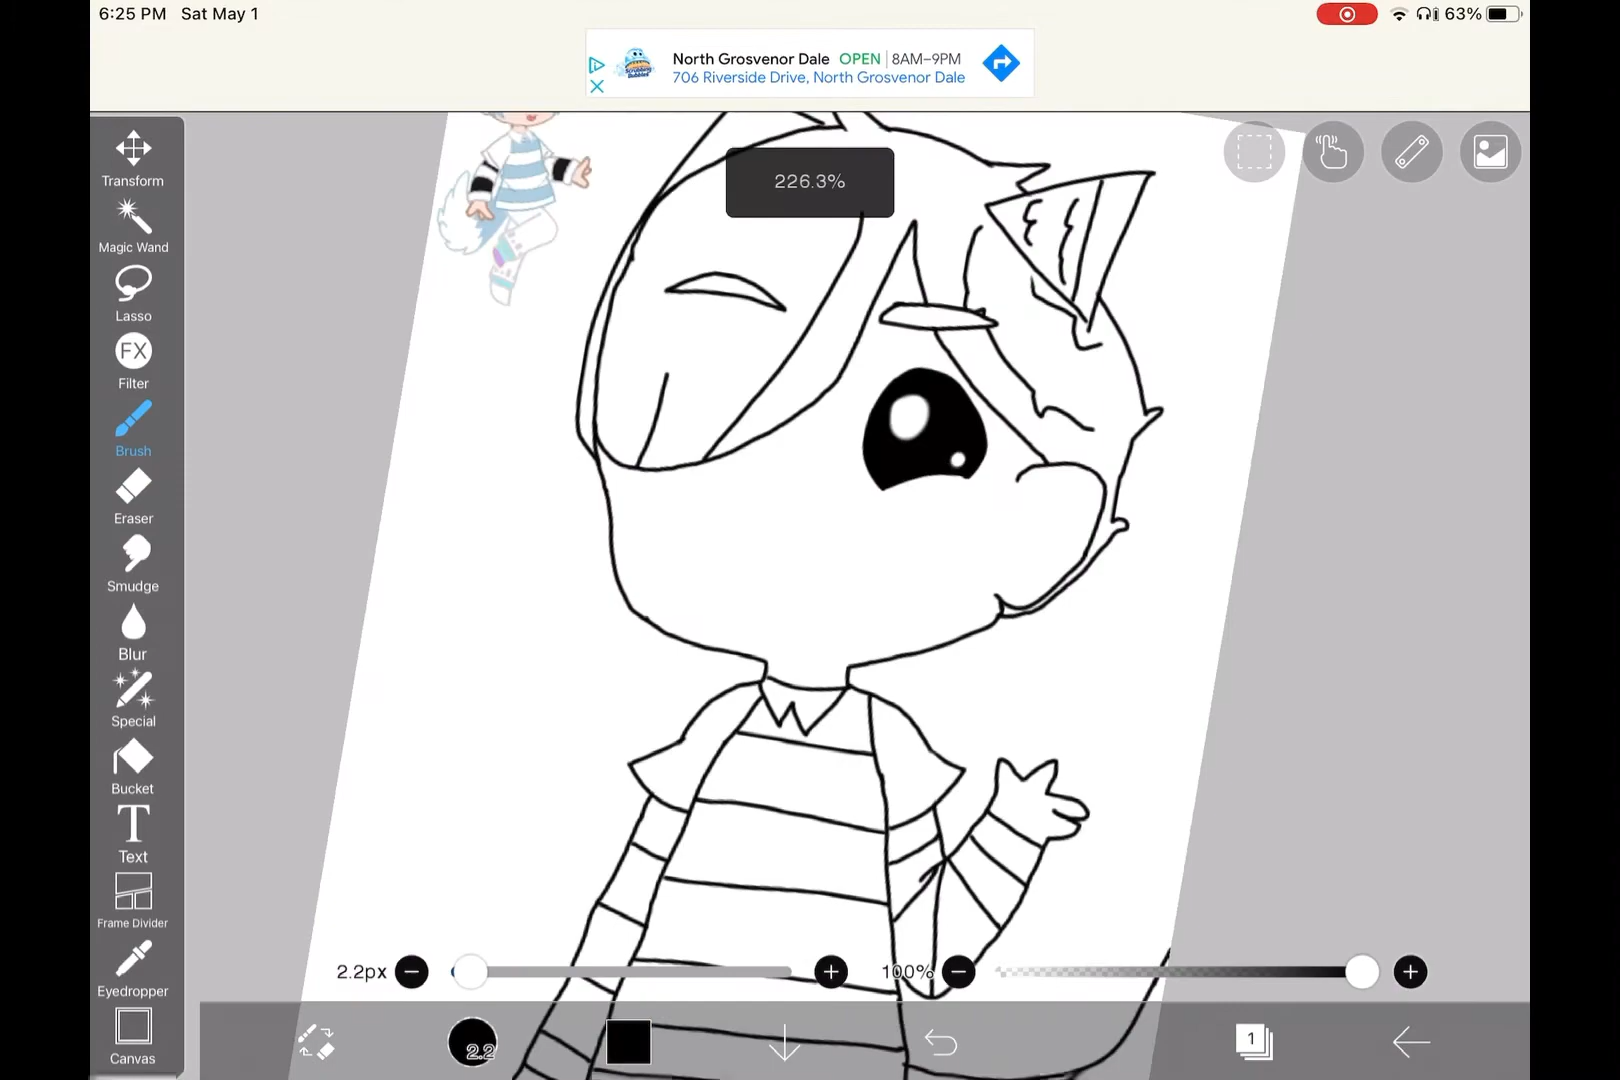 6:25 PM Sat May 1
63%
North Grosvenor Dale OPEN 8AM–9PM
706 Riverside Drive, North Grosvenor Dale
Transform
226.3%
Magic Wand
Lasso
FX
Filter
Brush
Eraser
Smudge
Blur
Special
Bucket
T
Text
Frame Divider
2.2px
100%
Eyedropper
2.2
1
Canvas